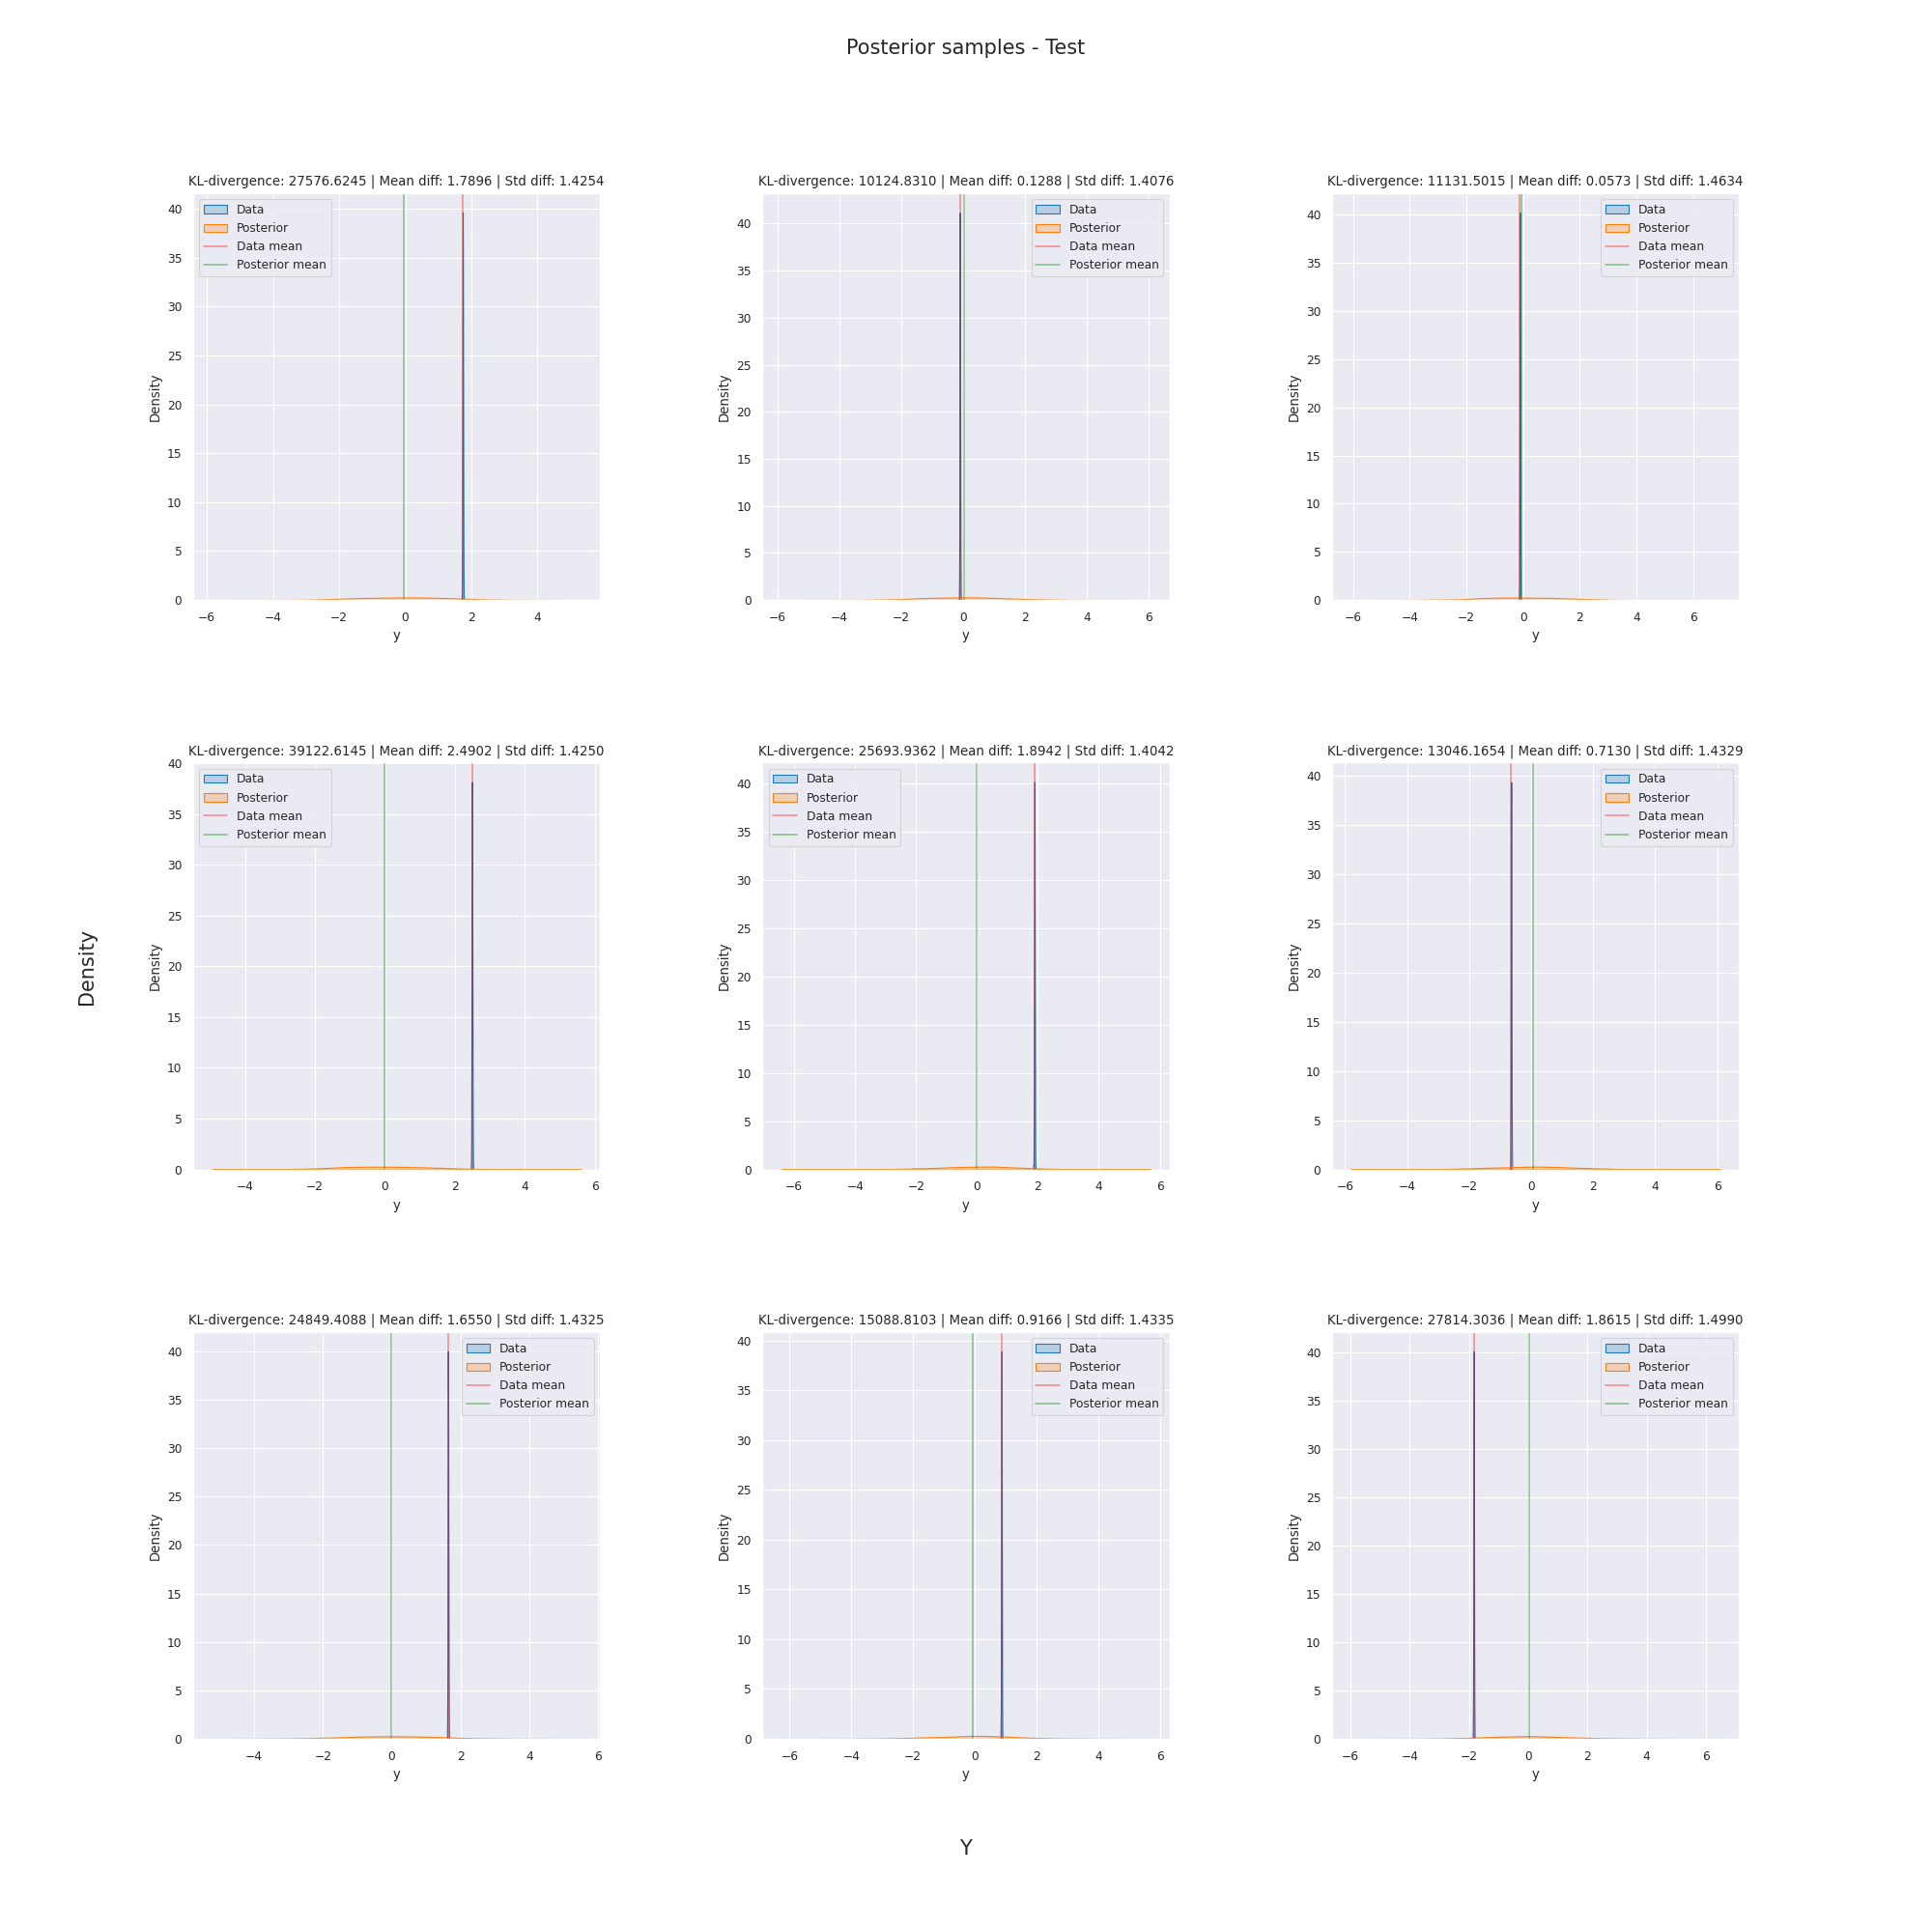 Posterior samples - Test
KL-divergence: 27576.6245 | Mean diff: 1.7896 | Std diff: 1.4254
40
35
30
25
20
15
10
5
0
Density
Data
Posterior
Data mean
Posterior mean
−6 −4 −2 0 2 4
y
KL-divergence: 10124.8310 | Mean diff: 0.1288 | Std diff: 1.4076
40
35
30
25
20
15
10
5
0
Density
Data
Posterior
Data mean
Posterior mean
−6 −4 −2 0 2 4 6
y
KL-divergence: 11131.5015 | Mean diff: 0.0573 | Std diff: 1.4634
40
35
30
25
20
15
10
5
0
Density
Data
Posterior
Data mean
Posterior mean
−6 −4 −2 0 2 4 6
y
Density
KL-divergence: 39122.6145 | Mean diff: 2.4902 | Std diff: 1.4250
40
35
30
25
20
15
10
5
0
Density
Data
Posterior
Data mean
Posterior mean
−4 −2 0 2 4 6
y
KL-divergence: 25693.9362 | Mean diff: 1.8942 | Std diff: 1.4042
40
35
30
25
20
15
10
5
0
Density
Data
Posterior
Data mean
Posterior mean
−6 −4 −2 0 2 4 6
y
KL-divergence: 13046.1654 | Mean diff: 0.7130 | Std diff: 1.4329
40
35
30
25
20
15
10
5
0
Density
Data
Posterior
Data mean
Posterior mean
−6 −4 −2 0 2 4 6
y
KL-divergence: 24849.4088 | Mean diff: 1.6550 | Std diff: 1.4325
40
35
30
25
20
15
10
5
0
Density
Data
Posterior
Data mean
Posterior mean
−4 −2 0 2 4 6
y
KL-divergence: 15088.8103 | Mean diff: 0.9166 | Std diff: 1.4335
40
35
30
25
20
15
10
5
0
Density
Data
Posterior
Data mean
Posterior mean
−6 −4 −2 0 2 4 6
y
KL-divergence: 27814.3036 | Mean diff: 1.8615 | Std diff: 1.4990
40
35
30
25
20
15
10
5
0
Density
Data
Posterior
Data mean
Posterior mean
−6 −4 −2 0 2 4 6
y
Y